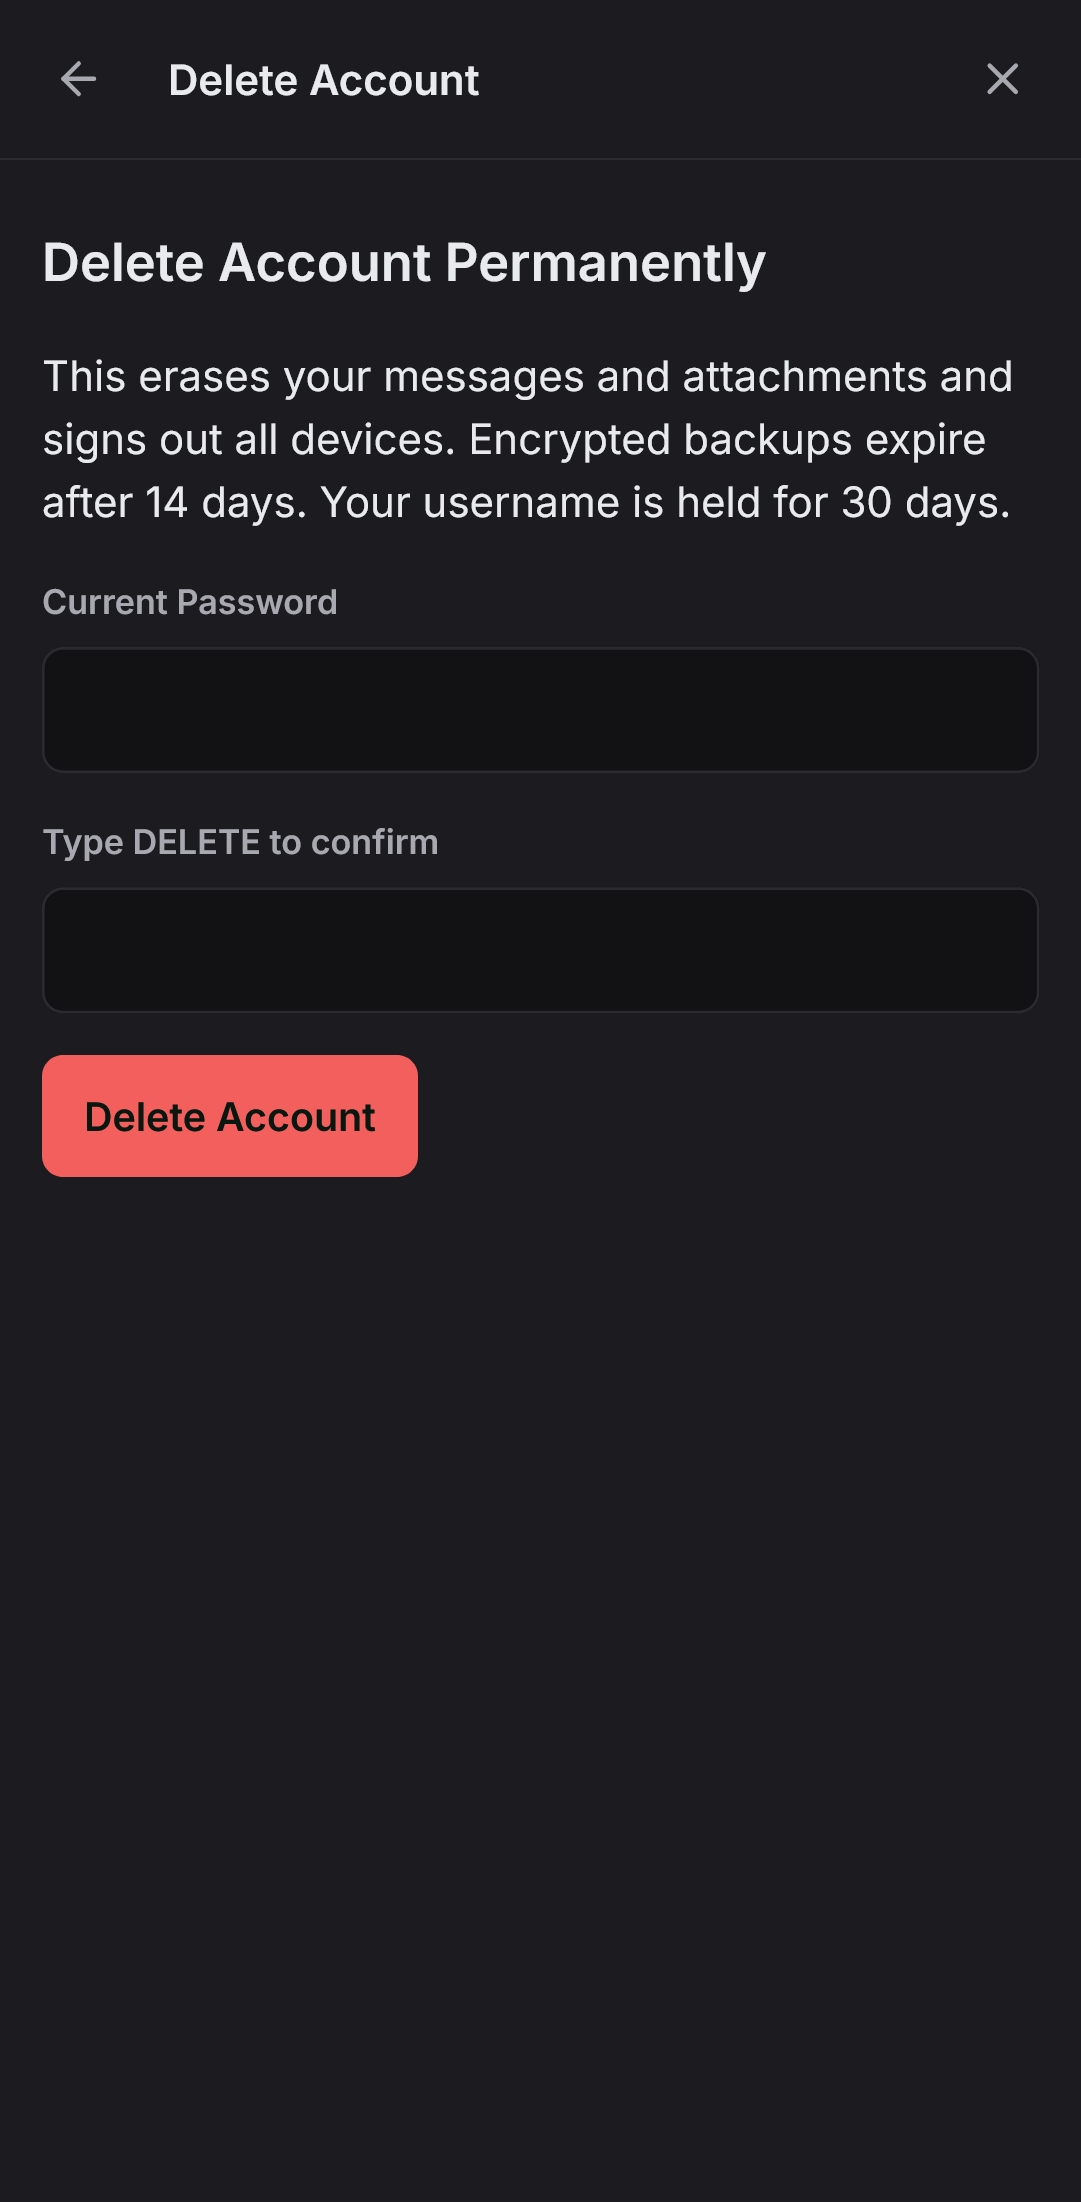 Delete Account
Delete Account Permanently
This erases your messages and attachments and
signs out all devices. Encrypted backups expire
after 14 days. Your username is held for 30 days.
Current Password
Type DELETE to confirm
Delete Account